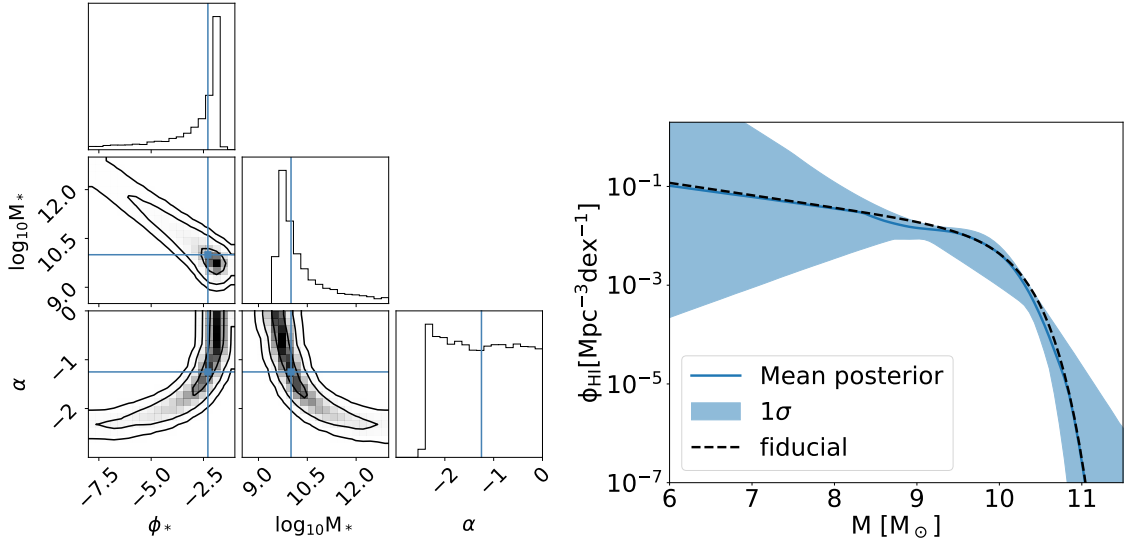 log₁₀M*
12.0
10.5
9.0
α
0
−1
−2
−7.5
−5.0
−2.5
ϕ*
9.0
10.5
12.0
log₁₀M*
−2
−1
0
α
ϕHI[Mpc⁻³dex⁻¹]
10⁻¹
10⁻³
10⁻⁵
10⁻⁷
Mean posterior
1σ
fiducial
6
7
8
9
10
11
M [M⊙]